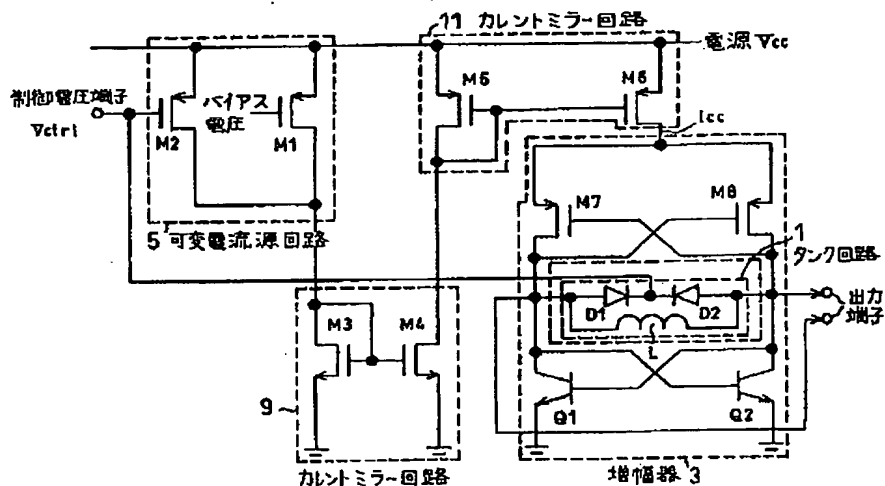 11 カレントミラー回路
電源 Vcc
制御電圧端子
Vctrl
バイアス
電圧
M2
M1
M5
M6
Icc
5 可変電流源回路
M7
M8
1
タンク回路
D1
D2
L
出力
端子
M3
M4
9
Q1
Q2
カレントミラー回路
増幅器 3